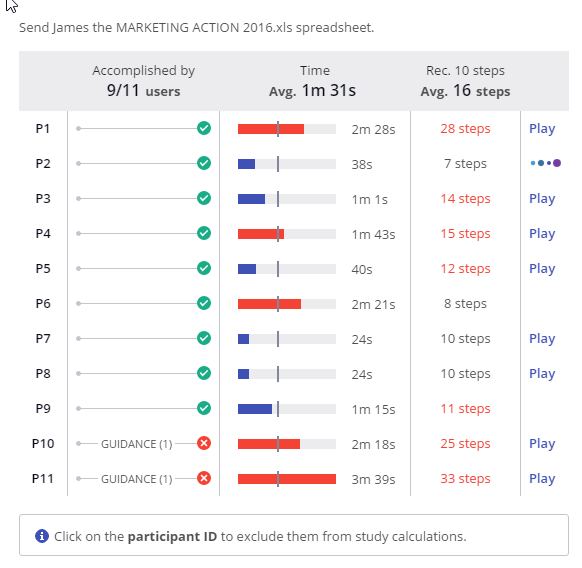 Send James the MARKETING ACTION 2016.xls spreadsheet.
Accomplished by Time Rec. 10 steps
9/11 users Avg. 1m 31s Avg. 16 steps
P1 2m 28s 28 steps Play
P2 38s 7 steps
P3 1m 1s 14 steps Play
P4 1m 43s 15 steps Play
P5 40s 12 steps Play
P6 2m 21s 8 steps
P7 24s 10 steps Play
P8 24s 10 steps Play
P9 1m 15s 11 steps
P10 GUIDANCE (1) 2m 18s 25 steps Play
P11 GUIDANCE (1) 3m 39s 33 steps Play
Click on the participant ID to exclude them from study calculations.